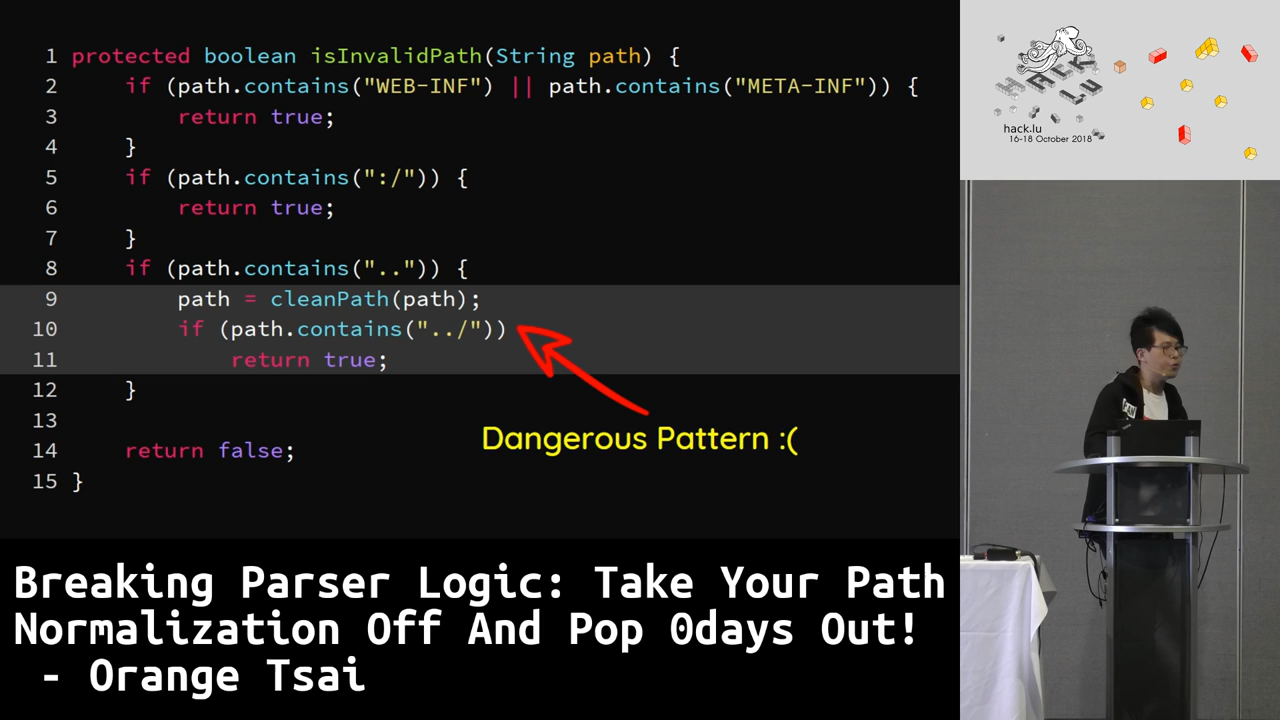 1 protected boolean isInvalidPath(String path) {
2 if (path.contains("WEB-INF") || path.contains("META-INF")) {
3 return true;
4 }
5 if (path.contains(":/")) {
6 return true;
7 }
8 if (path.contains("..")) {
9 path = cleanPath(path);
10 if (path.contains("../"))
11 return true;
12 }
13
14 return false;
15 }
Dangerous Pattern :(
HACK
LU
hack.lu
16-18 October 2018
Breaking Parser Logic: Take Your Path
Normalization Off And Pop 0days Out!
- Orange Tsai